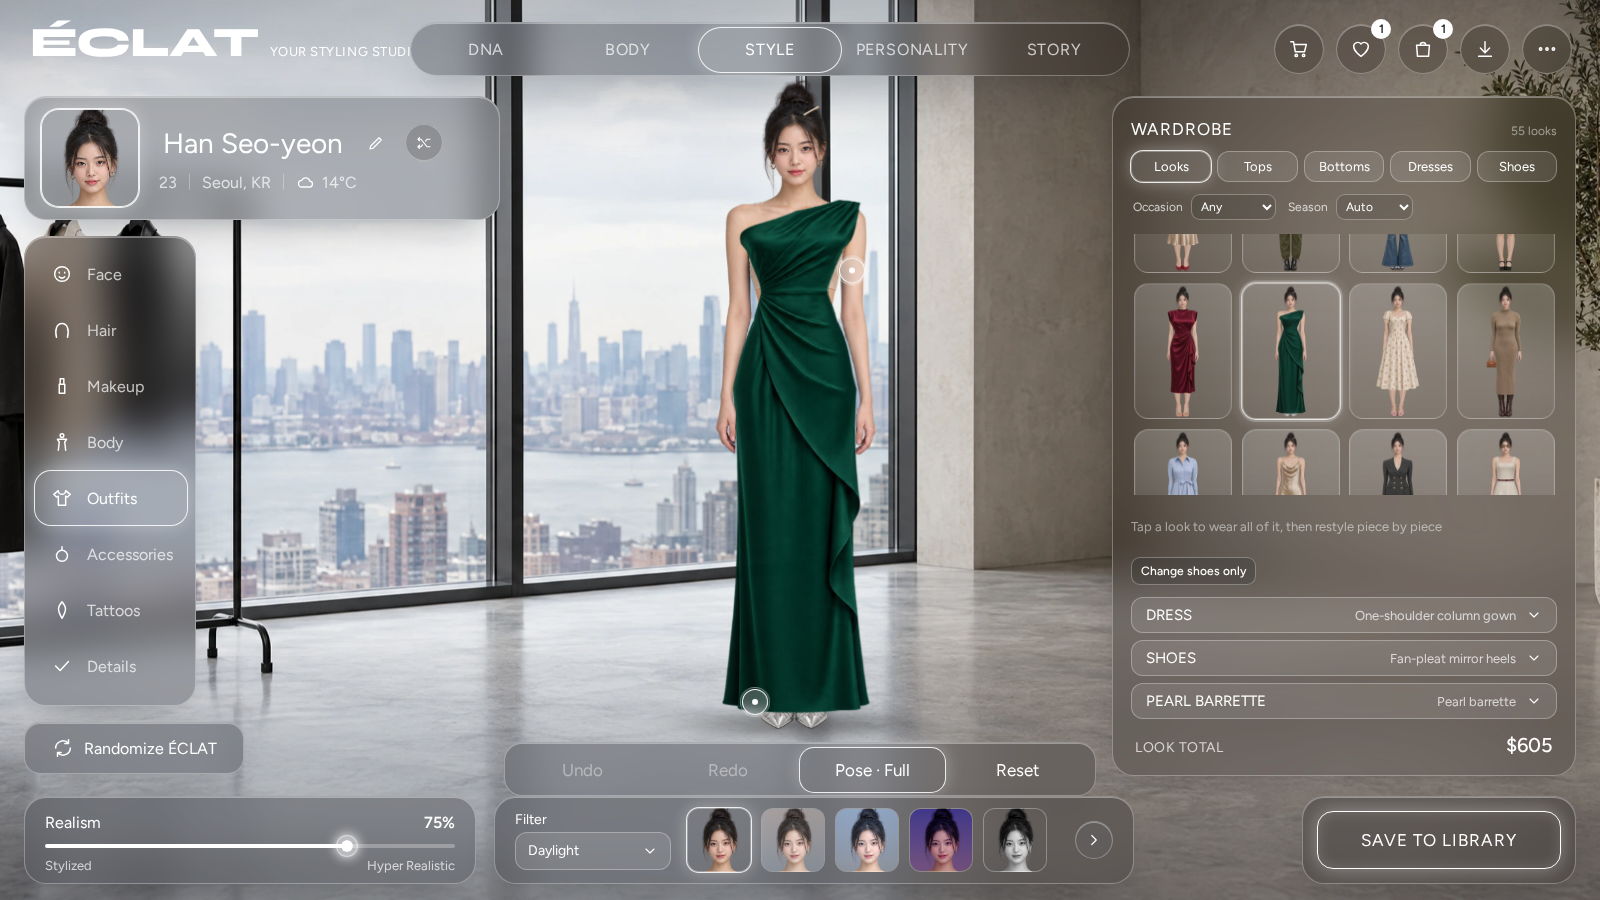 ÉCLAT YOUR STYLING STUDI
DNA BODY STYLE PERSONALITY STORY
1 1
Han Seo-yeon
23 Seoul, KR 14°C
Face
Hair
Makeup
Body
Outfits
Accessories
Tattoos
Details
Randomize ÉCLAT
WARDROBE 55 looks
Looks Tops Bottoms Dresses Shoes
Occasion Any Season Auto
Tap a look to wear all of it, then restyle piece by piece
Change shoes only
DRESS One-shoulder column gown
SHOES Fan-pleat mirror heels
PEARL BARRETTE Pearl barrette
LOOK TOTAL $605
Undo Redo Pose · Full Reset
Realism 75%
Stylized Hyper Realistic
Filter
Daylight
SAVE TO LIBRARY